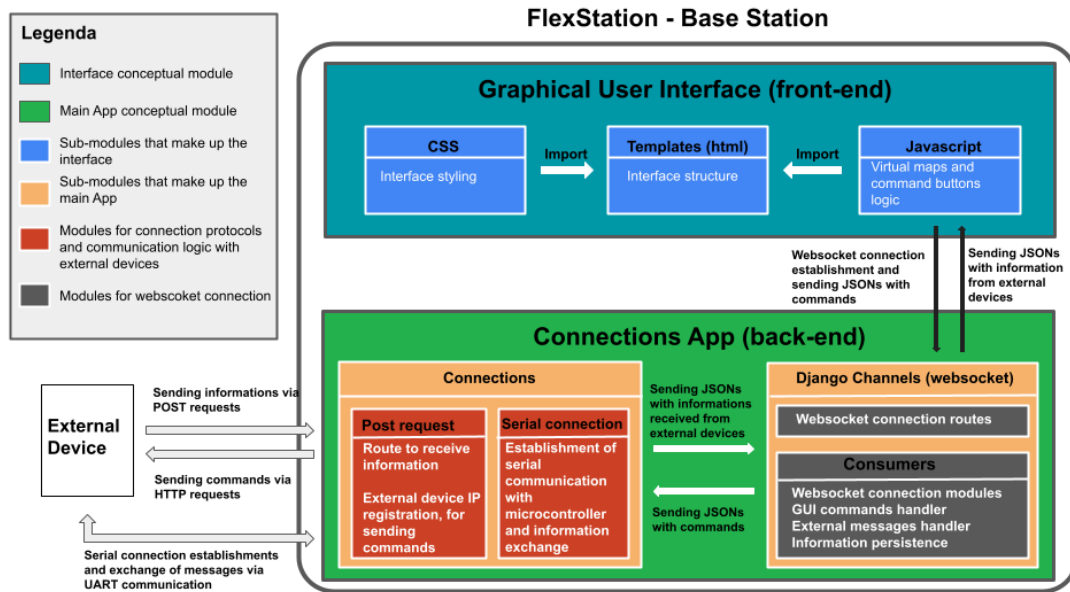 FlexStation - Base Station
Legenda
Interface conceptual module
Main App conceptual module
Sub-modules that make up the
interface
Sub-modules that make up the
main App
Modules for connection protocols
and communication logic with
external devices
Modules for webscoket connection
Graphical User Interface (front-end)
CSS
Interface styling
Import
Templates (html)
Interface structure
Import
Javascript
Virtual maps and
command buttons
logic
Websocket connection
establishment and
sending JSONs with
commands
Sending JSONs
with information
from external
devices
Connections App (back-end)
Connections
Post request
Route to receive
information
External device IP
registration, for
sending
commands
Serial connection
Establishment of
serial
communication
with
microcontroller
and information
exchange
Sending JSONs
with informations
received from
external devices
Sending JSONs
with commands
Django Channels (websocket)
Websocket connection routes
Consumers
Websocket connection modules
GUI commands handler
External messages handler
Information persistence
External
Device
Sending informations via
POST requests
Sending commands via
HTTP requests
Serial connection establishments
and exchange of messages via
UART communication